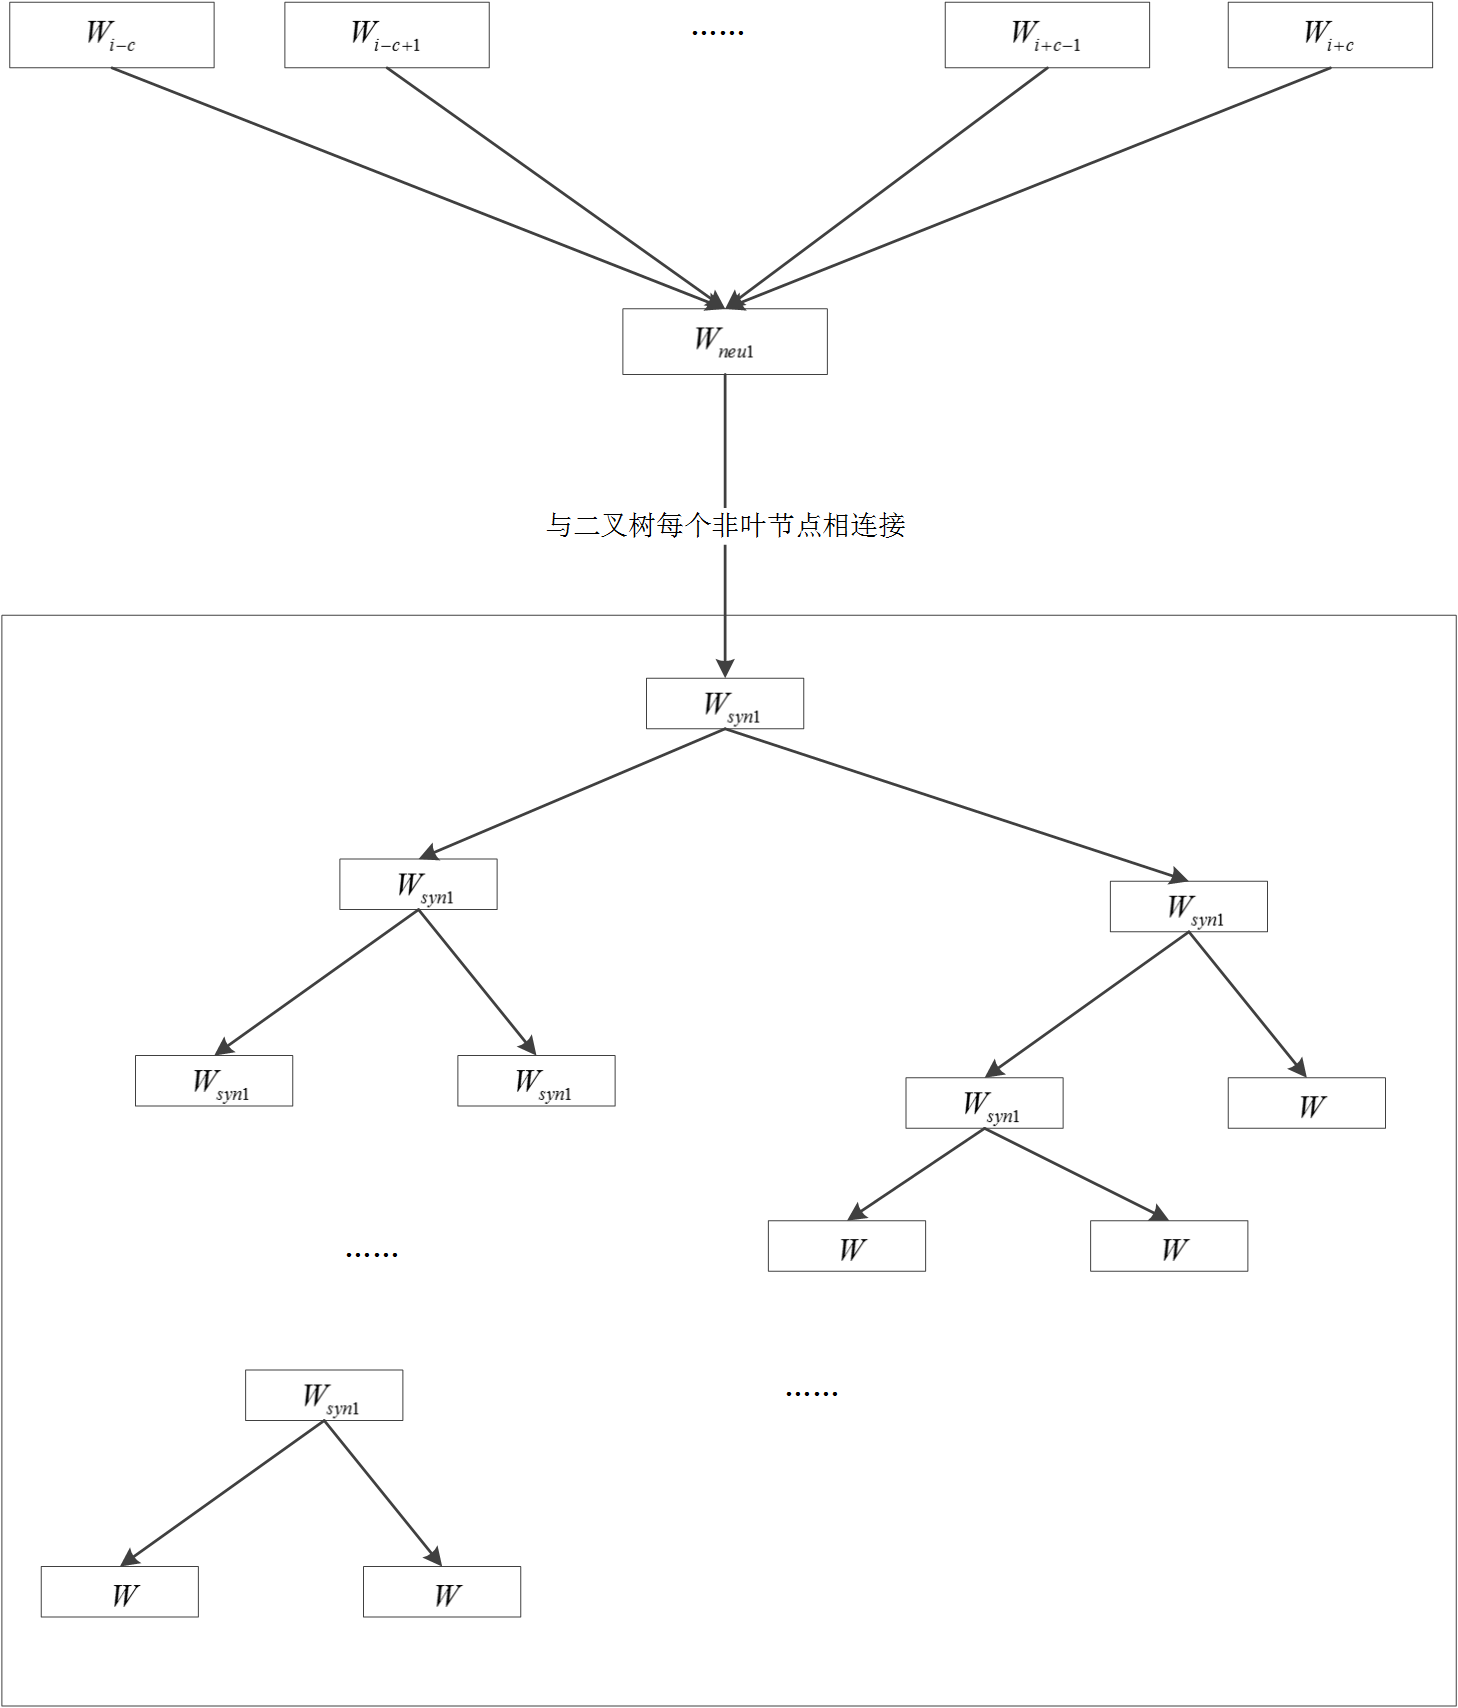 W_{i-c} W_{i-c+1} …… W_{i+c-1} W_{i+c}
W_{neu1}
与二叉树每个非叶节点相连接
W_{syn1}
W_{syn1} W_{syn1}
W_{syn1} W_{syn1} W_{syn1} W
W W
……
W_{syn1} ……
W W